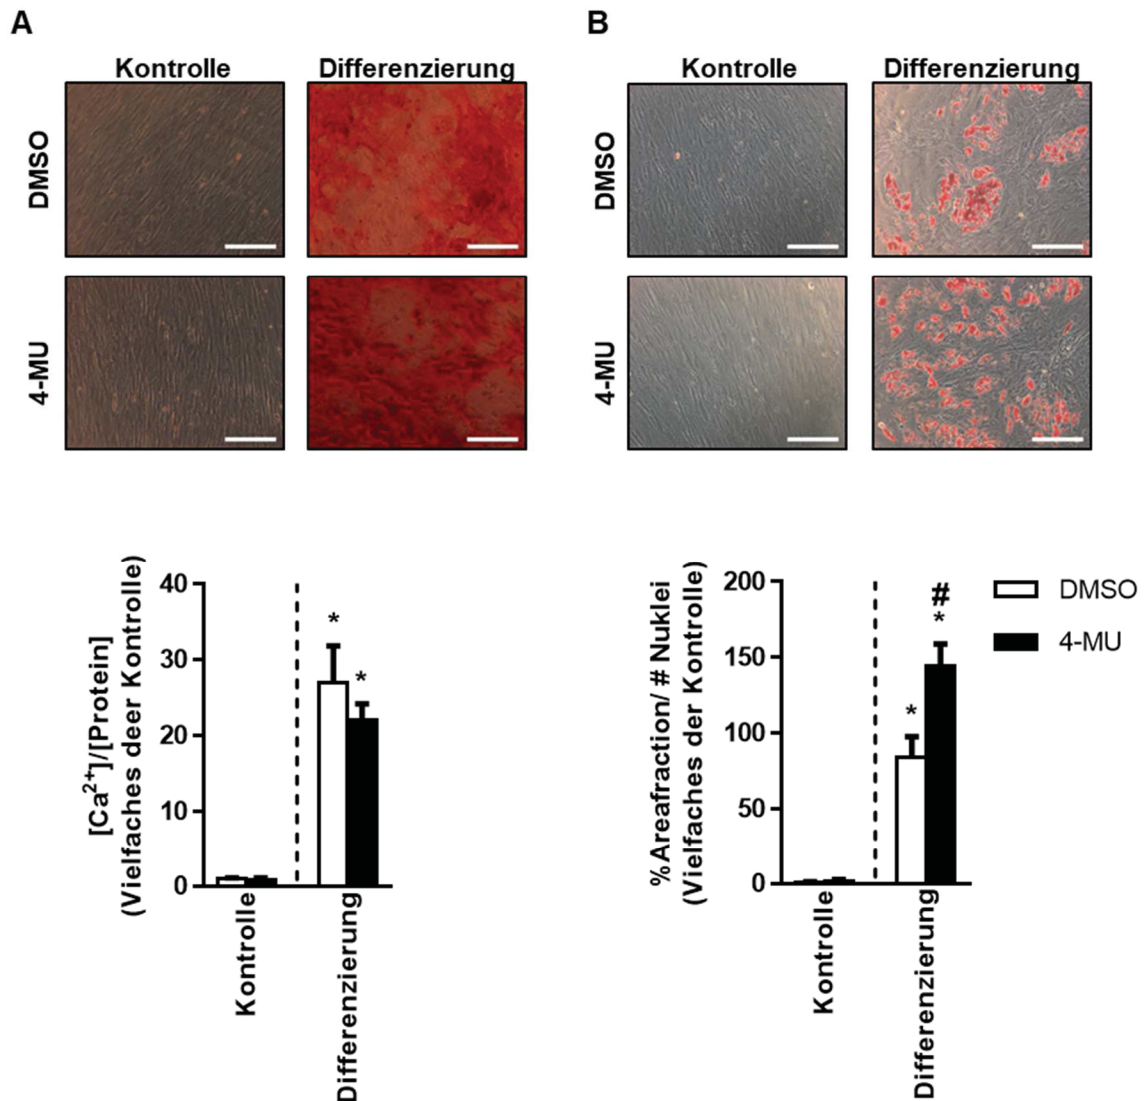 A
Kontrolle
Differenzierung
DMSO
4-MU
B
Kontrolle
Differenzierung
DMSO
4-MU
[Ca2+]/[Protein]
(Vielfaches deer Kontrolle)
40
30
20
10
0
*
*
Kontrolle
Differenzierung
%Areafraction/ # Nuklei
(Vielfaches der Kontrolle)
200
150
100
50
0
*
#
*
Kontrolle
Differenzierung
DMSO
4-MU